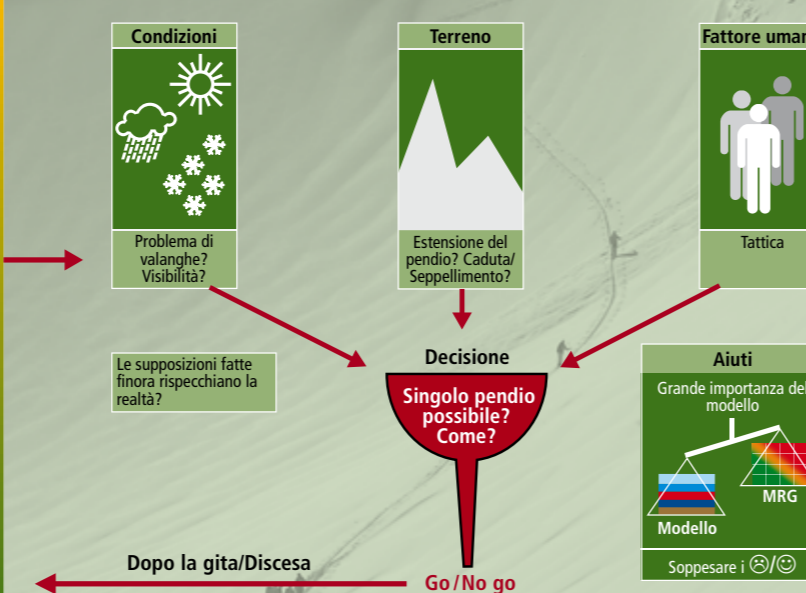 Condizioni
Problema di
valanghe?
Visibilità?
Terreno
Estensione del
pendio? Caduta/
Seppellimento?
Fattore uman
Tattica
Le supposizioni fatte
finora rispecchiano la
realtà?
Decisione
Singolo pendio
possibile?
Come?
Go/No go
Aiuti
Grande importanza del
modello
MRG
Modello
Soppesare i ☹/☺
Dopo la gita/Discesa